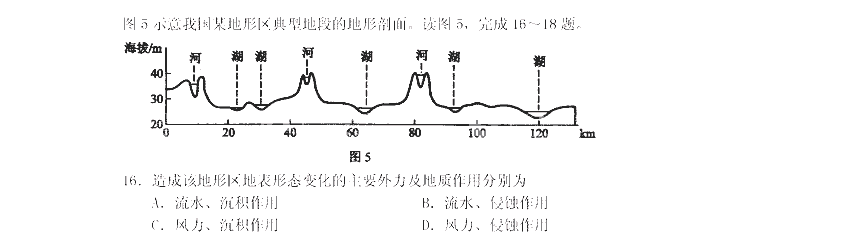 图5示意我国某地形区典型地段的地形剖面。读图5,完成16～18题。
海拔/m
河 湖 湖 河 湖 河 湖 湖
40
30
20
0 20 40 60 80 100 120 km
图5
16. 造成该地形区地表形态变化的主要外力及地质作用分别为
A. 流水、沉积作用 B. 流水、侵蚀作用
C. 风力、沉积作用 D. 风力、侵蚀作用